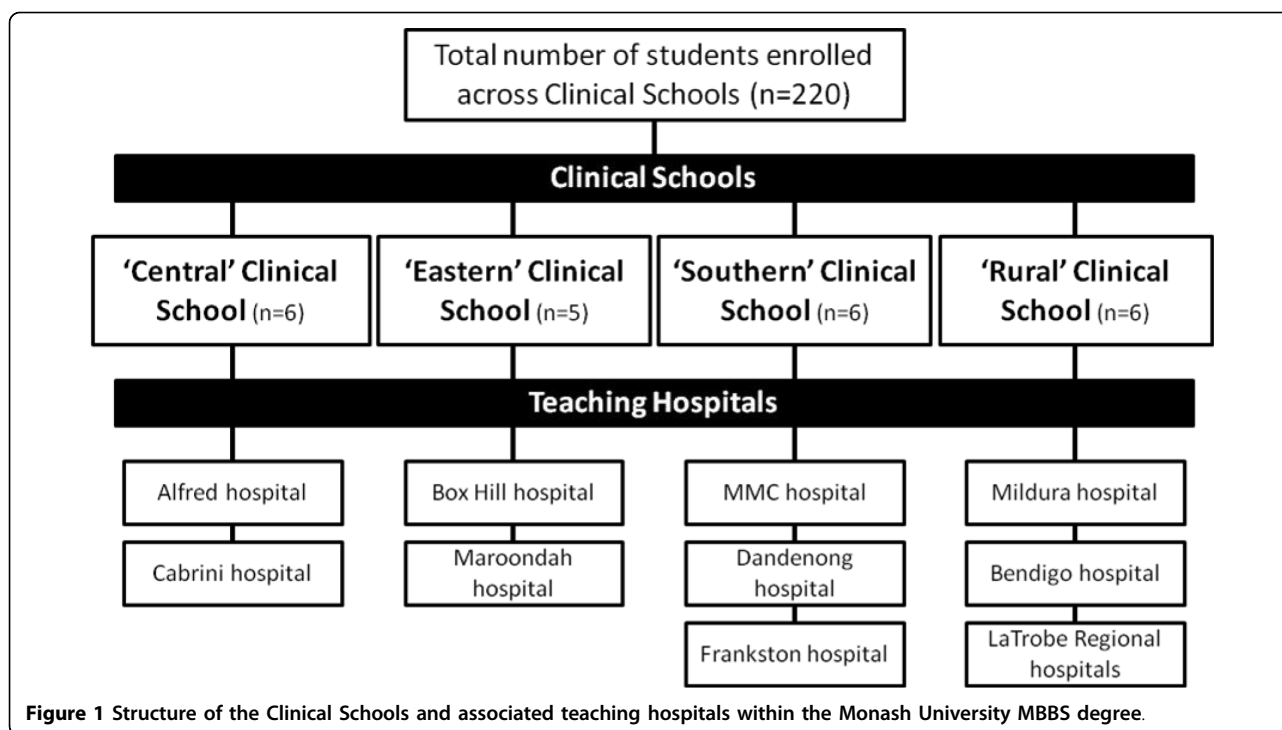 Total number of students enrolled
across Clinical Schools (n=220)
Clinical Schools
‘Central’ Clinical
School (n=6)
‘Eastern’ Clinical
School (n=5)
‘Southern’ Clinical
School (n=6)
‘Rural’ Clinical
School (n=6)
Teaching Hospitals
Alfred hospital
Cabrini hospital
Box Hill hospital
Maroondah
hospital
MMC hospital
Dandenong
hospital
Frankston hospital
Mildura hospital
Bendigo hospital
LaTrobe Regional
hospitals
Figure 1 Structure of the Clinical Schools and associated teaching hospitals within the Monash University MBBS degree.